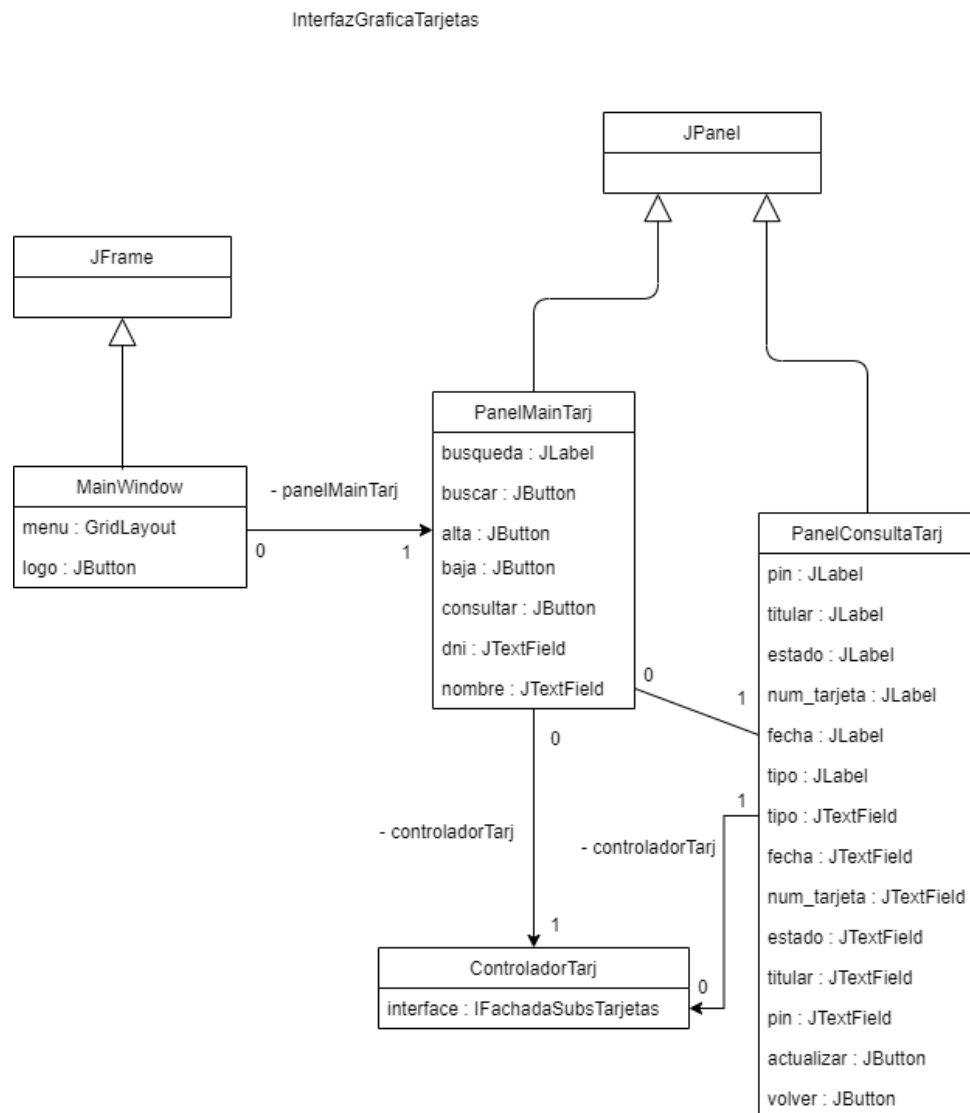 InterfazGraficaTarjetas
JPanel
JFrame
PanelMainTarj
busqueda : JLabel
buscar : JButton
alta : JButton
baja : JButton
consultar : JButton
dni : JTextField
nombre : JTextField
MainWindow
menu : GridLayout
logo : JButton
- panelMainTarj
0
1
PanelConsultaTarj
pin : JLabel
titular : JLabel
estado : JLabel
num_tarjeta : JLabel
fecha : JLabel
tipo : JLabel
tipo : JTextField
fecha : JTextField
num_tarjeta : JTextField
estado : JTextField
titular : JTextField
pin : JTextField
actualizar : JButton
volver : JButton
0
1
0
- controladorTarj
1
1
- controladorTarj
0
ControladorTarj
interface : IFachadaSubsTarjetas